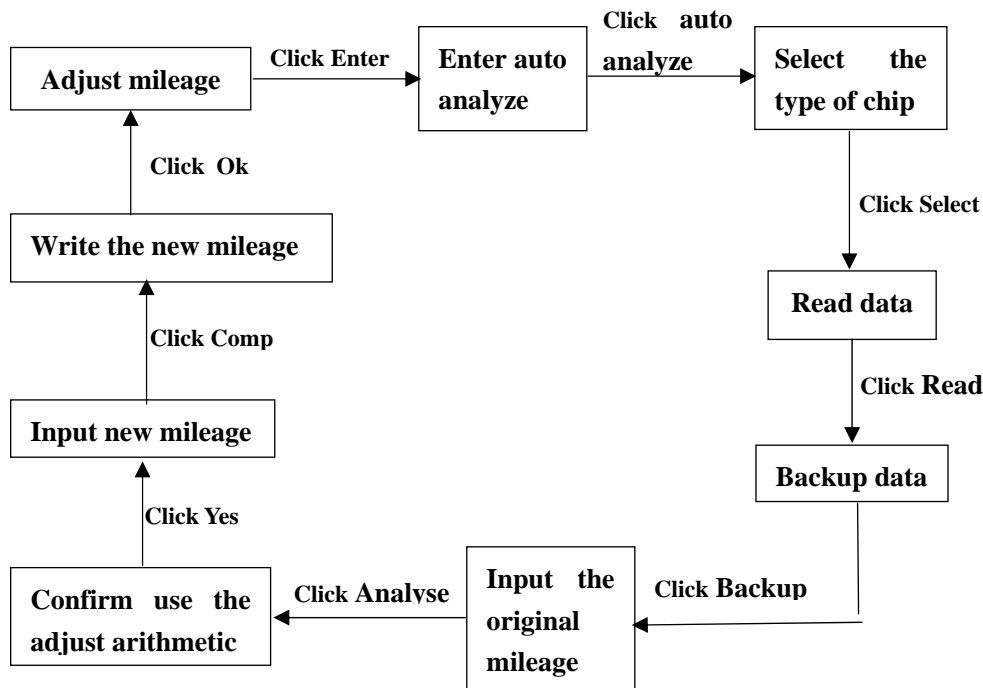 Adjust mileage
Click Enter
Enter auto
analyze
Click auto
analyze
Select the
type of chip
Click Select
Read data
Click Read
Backup data
Click Backup
Input the
original
mileage
Click Analyse
Confirm use the
adjust arithmetic
Click Yes
Input new mileage
Click Comp
Write the new mileage
Click Ok